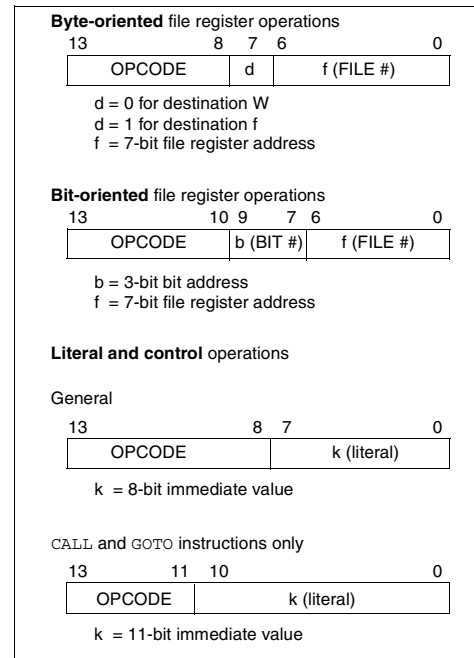 Byte-oriented file register operations
13 8 7 6 0
OPCODE d f (FILE #)
d = 0 for destination W
d = 1 for destination f
f = 7-bit file register address
Bit-oriented file register operations
13 10 9 7 6 0
OPCODE b (BIT #) f (FILE #)
b = 3-bit bit address
f = 7-bit file register address
Literal and control operations
General
13 8 7 0
OPCODE k (literal)
k = 8-bit immediate value
CALL and GOTO instructions only
13 11 10 0
OPCODE k (literal)
k = 11-bit immediate value